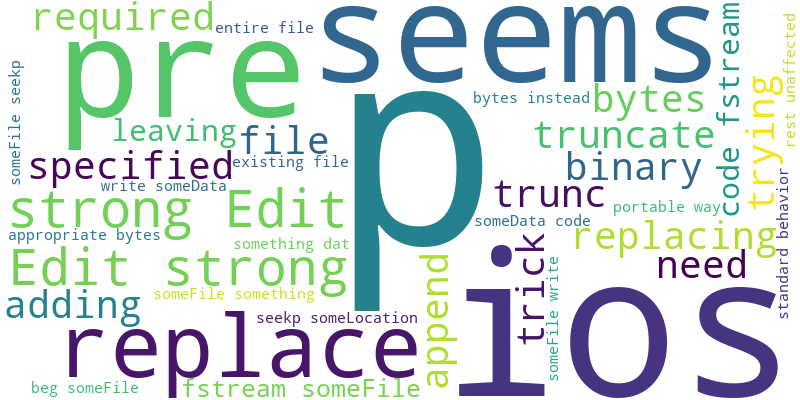 required
entire file
seems
pre
p
ios
someFile seekp
bytes instead
bytes
code fstream
trying
rest unaffected
leaving
file
truncate
specified
existing file
binary
write someData
trunc
portable way
strong Edit
someData code
appropriate bytes
something dat
replacing
Edit strong
need
standard behavior
adding
someFile something
append
trick
someFile write
replace
seekp someLocation
beg someFile
fstream someFile